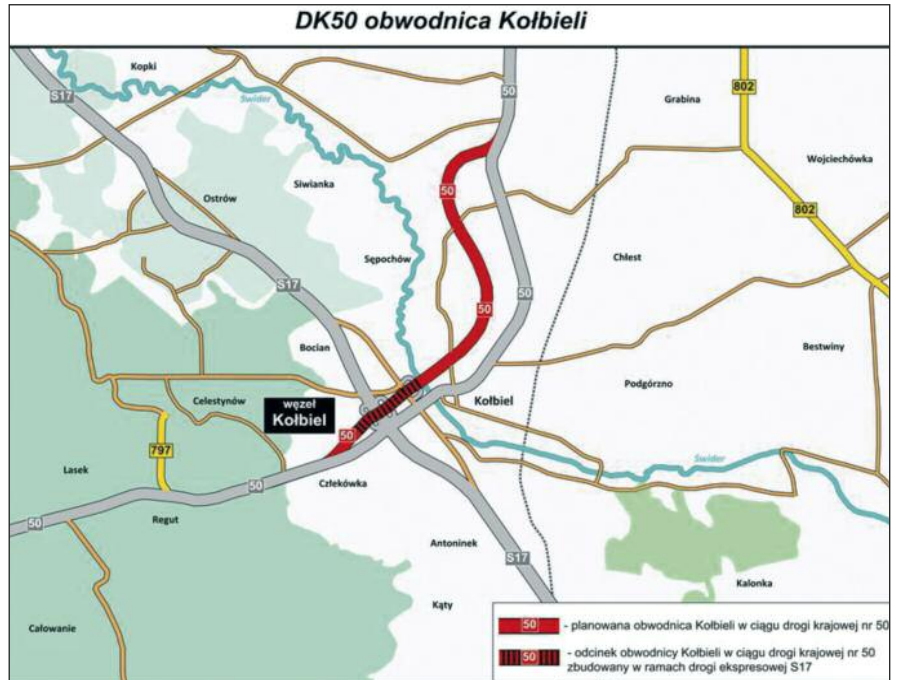 DK50 obwodnica Kołbieli
Kopki
S17
Świder
50
802
Grabina
Wojciechówka
Siwianka
Ostrów
50
802
Sępochów
Chłest
S17
50
50
Bocian
Bestwiny
Podgórzno
Celestynów
węzeł
Kołbiel
Kołbiel
50
797
Lasek
Świder
Człekówka
50
Regut
50
Antoninek
S17
Kalonka
Kąty
Całowanie
50 - planowana obwodnica Kołbieli w ciągu drogi krajowej nr 50
50 - odcinek obwodnicy Kołbieli w ciągu drogi krajowej nr 50
zbudowany w ramach drogi ekspresowej S17